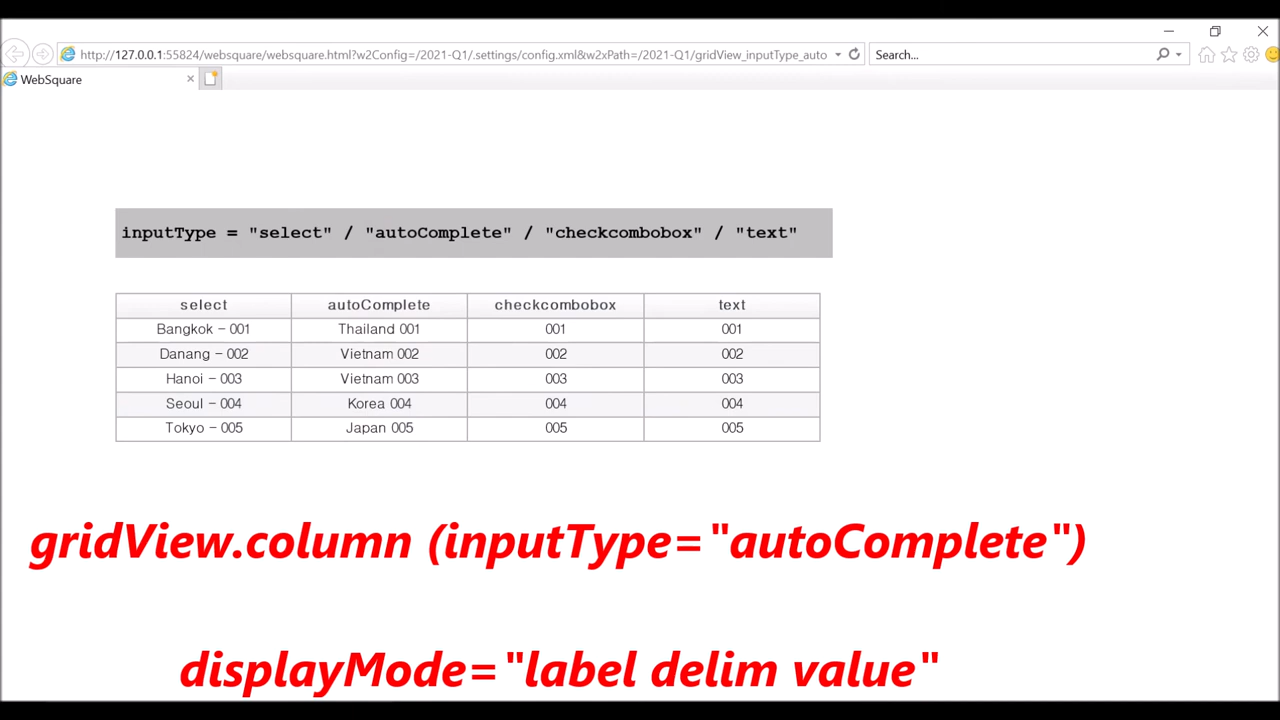 http://127.0.0.1:55824/websquare/websquare.html?w2Config=/2021-Q1/.settings/config.xml&w2xPath=/2021-Q1/gridView_inputType_auto
Search...
WebSquare
inputType = "select" / "autoComplete" / "checkcombobox" / "text"
select autoComplete checkcombobox text
Bangkok - 001 Thailand 001 001 001
Danang - 002 Vietnam 002 002 002
Hanoi - 003 Vietnam 003 003 003
Seoul - 004 Korea 004 004 004
Tokyo - 005 Japan 005 005 005
gridView.column (inputType="autoComplete")
displayMode="label delim value"